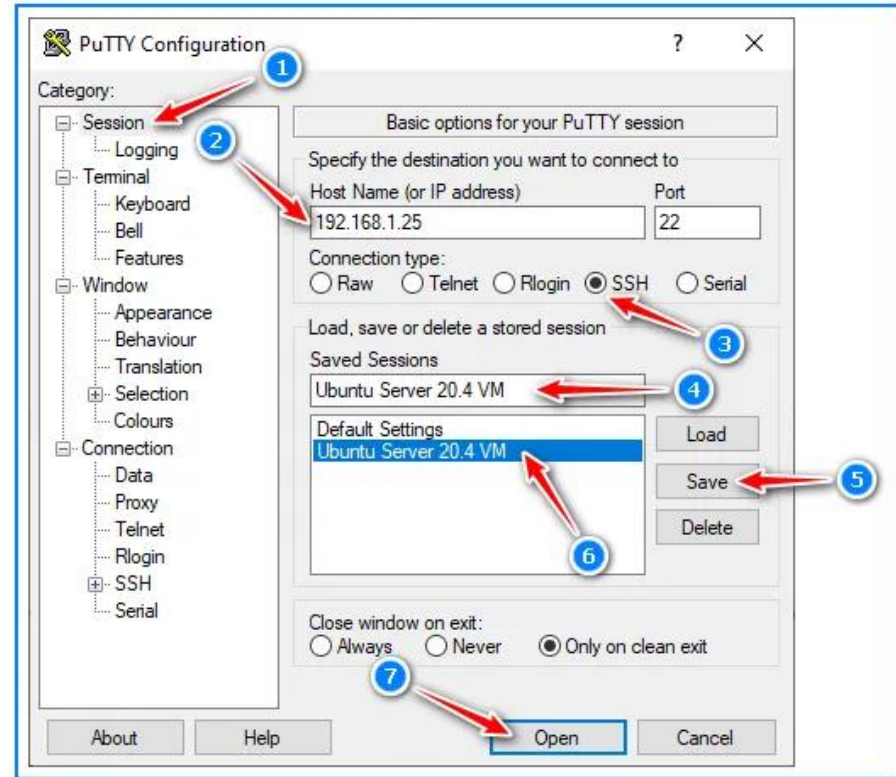 PuTTY Configuration
?
1
Category:
Session
Logging
Terminal
Keyboard
Bell
Features
Window
Appearance
Behaviour
Translation
Selection
Colours
Connection
Data
Proxy
Telnet
Rlogin
SSH
Serial
2
Basic options for your PuTTY session
Specify the destination you want to connect to
Host Name (or IP address) Port
192.168.1.25 22
Connection type:
Raw Telnet Rlogin SSH Serial
3
Load, save or delete a stored session
Saved Sessions
Ubuntu Server 20.4 VM
4
Default Settings
Ubuntu Server 20.4 VM
Load
Save
5
Delete
6
Close window on exit:
Always Never Only on clean exit
7
About Help Open Cancel